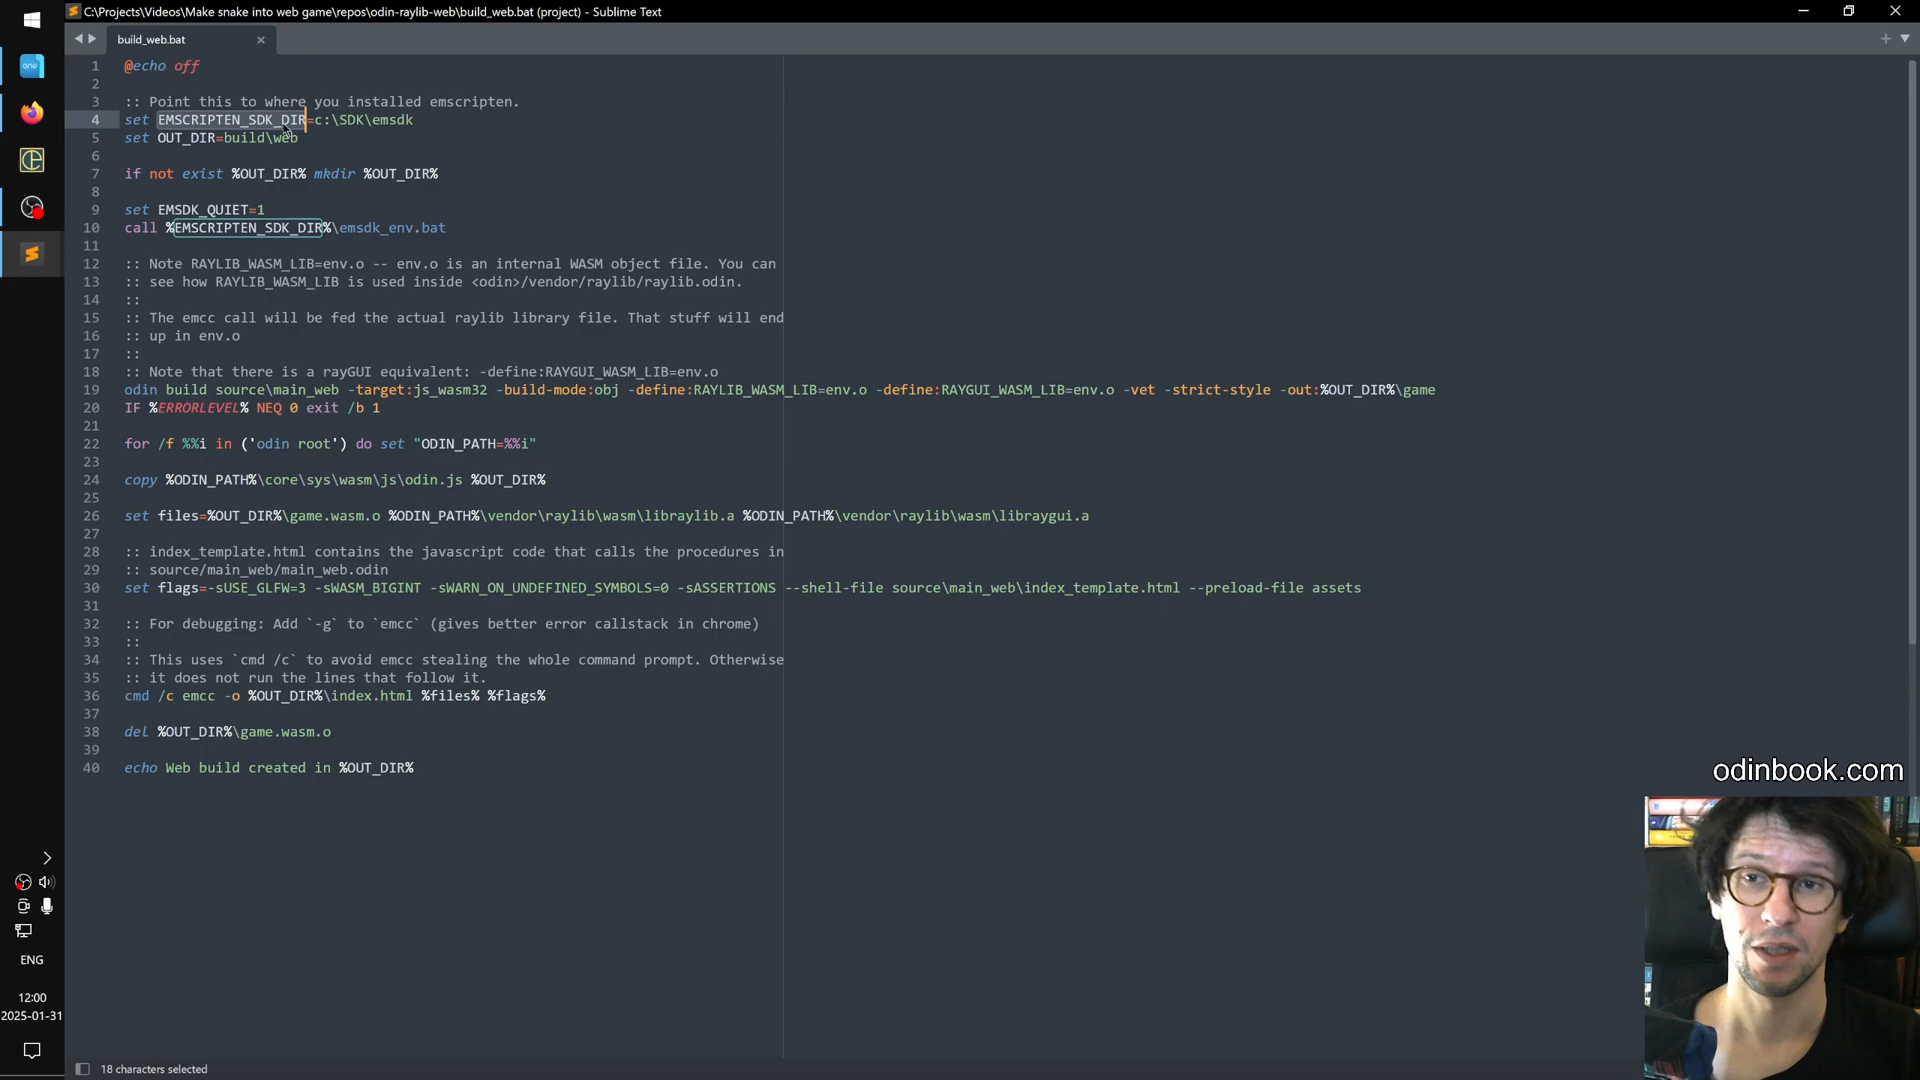 C:\Projects\Videos\Make snake into web game\repos\odin-raylib-web\build_web.bat (project) - Sublime Text
build_web.bat
1 @echo off
2
3 :: Point this to where you installed emscripten.
4 set EMSCRIPTEN_SDK_DIR=c:\SDK\emsdk
5 set OUT_DIR=build\web
6
7 if not exist %OUT_DIR% mkdir %OUT_DIR%
8
9 set EMSDK_QUIET=1
10 call %EMSCRIPTEN_SDK_DIR%\emsdk_env.bat
11
12 :: Note RAYLIB_WASM_LIB=env.o -- env.o is an internal WASM object file. You can
13 :: see how RAYLIB_WASM_LIB is used inside <odin>/vendor/raylib/raylib.odin.
14 ::
15 :: The emcc call will be fed the actual raylib library file. That stuff will end
16 :: up in env.o
17 ::
18 :: Note that there is a rayGUI equivalent: -define:RAYGUI_WASM_LIB=env.o
19 odin build source\main_web -target:js_wasm32 -build-mode:obj -define:RAYLIB_WASM_LIB=env.o -define:RAYGUI_WASM_LIB=env.o -vet -strict-style -out:%OUT_DIR%\game
20 IF %ERRORLEVEL% NEQ 0 exit /b 1
21
22 for /f %%i in ('odin root') do set "ODIN_PATH=%%i"
23
24 copy %ODIN_PATH%\core\sys\wasm\js\odin.js %OUT_DIR%
25
26 set files=%OUT_DIR%\game.wasm.o %ODIN_PATH%\vendor\raylib\wasm\libraylib.a %ODIN_PATH%\vendor\raylib\wasm\libraygui.a
27
28 :: index_template.html contains the javascript code that calls the procedures in
29 :: source/main_web/main_web.odin
30 set flags=-sUSE_GLFW=3 -sWASM_BIGINT -sWARN_ON_UNDEFINED_SYMBOLS=0 -sASSERTIONS --shell-file source\main_web\index_template.html --preload-file assets
31
32 :: For debugging: Add `-g` to `emcc` (gives better error callstack in chrome)
33 ::
34 :: This uses `cmd /c` to avoid emcc stealing the whole command prompt. Otherwise
35 :: it does not run the lines that follow it.
36 cmd /c emcc -o %OUT_DIR%\index.html %files% %flags%
37
38 del %OUT_DIR%\game.wasm.o
39
40 echo Web build created in %OUT_DIR%
odinbook.com
one
ENG
12:00
2025-01-31
18 characters selected